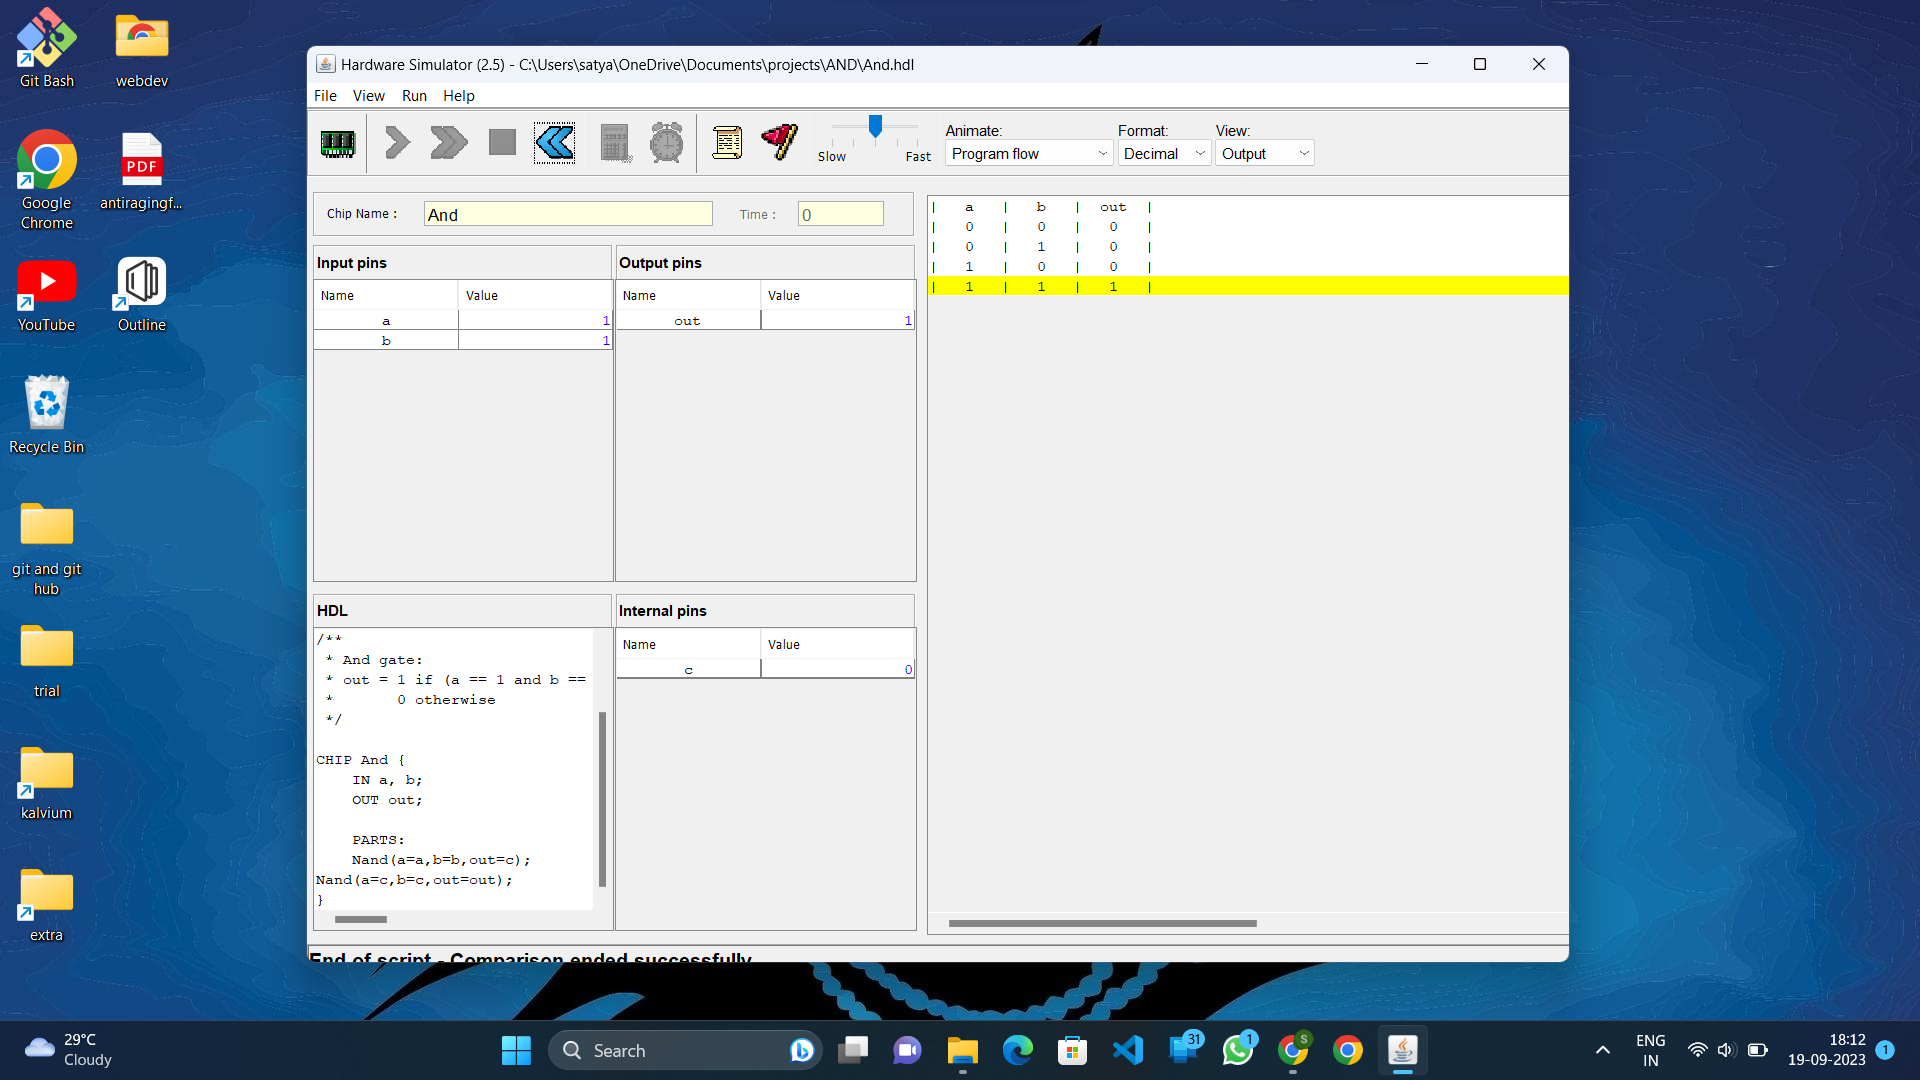 Git Bash
webdev
Google
Chrome
PDF
antiragingf...
YouTube
Outline
Recycle Bin
git and git
hub
trial
kalvium
extra
Hardware Simulator (2.5) - C:\Users\satya\OneDrive\Documents\projects\AND\And.hdl
File View Run Help
Slow Fast
Animate: Format: View:
Program flow Decimal Output
Chip Name : And Time : 0
Input pins
Name Value
a 1
b 1
Output pins
Name Value
out 1
HDL
/**
* And gate:
* out = 1 if (a == 1 and b ==
* 0 otherwise
*/
CHIP And {
IN a, b;
OUT out;
PARTS:
Nand(a=a,b=b,out=c);
Nand(a=c,b=c,out=out);
}
Internal pins
Name Value
c 0
| a | b | out |
| 0 | 0 | 0 |
| 0 | 1 | 0 |
| 1 | 0 | 0 |
| 1 | 1 | 1 |
End of script - Comparison ended successfully
29°C
Cloudy
Search
31
1
S
ENG
IN
18:12
19-09-2023
1